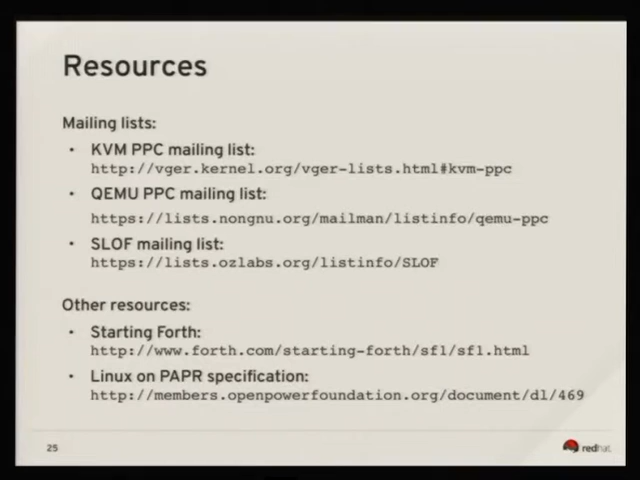 Resources
Mailing lists:
• KVM PPC mailing list:
http://vger.kernel.org/vger-lists.html#kvm-ppc
• QEMU PPC mailing list:
https://lists.nongnu.org/mailman/listinfo/qemu-ppc
• SLOF mailing list:
https://lists.ozlabs.org/listinfo/SLOF
Other resources:
• Starting Forth:
http://www.forth.com/starting-forth/sf1/sf1.html
• Linux on PAPR specification:
http://members.openpowerfoundation.org/document/dl/469
25
redhat.